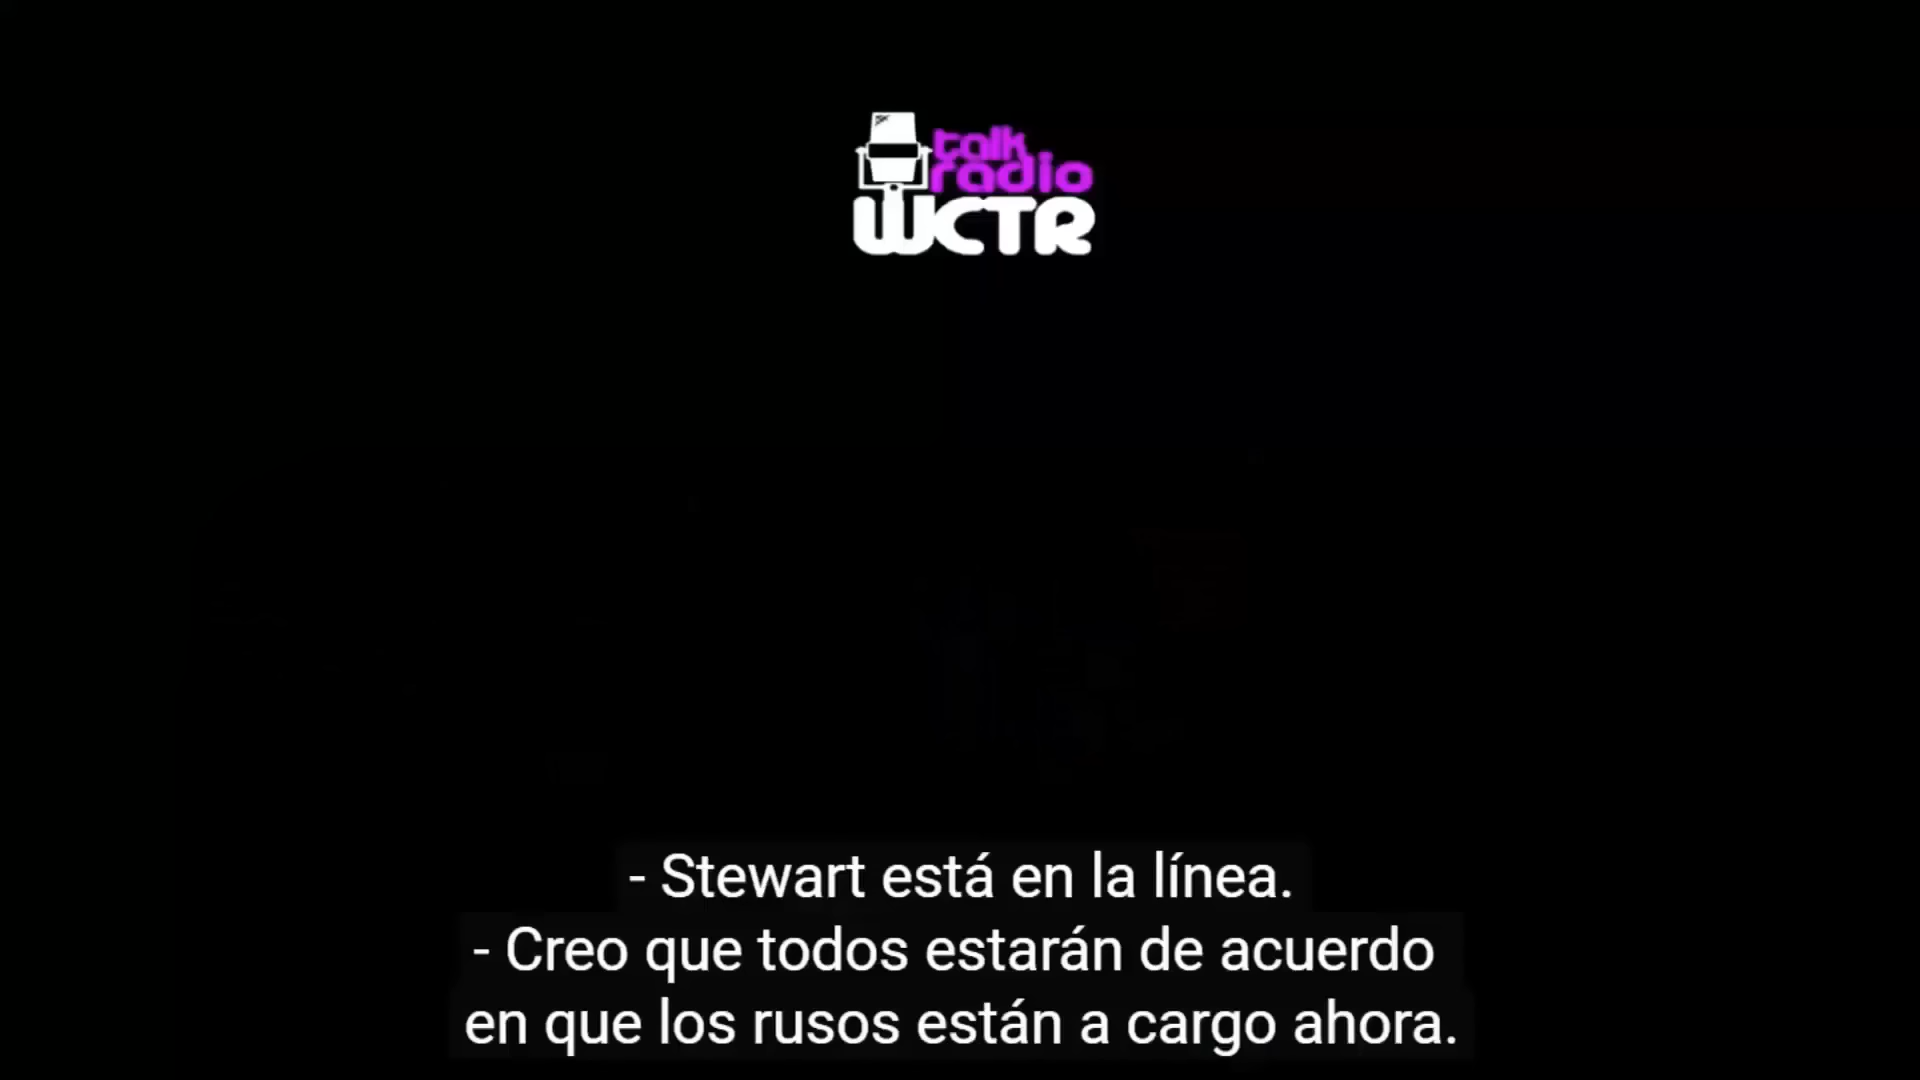 talk
radio
WCTR
- Stewart está en la línea.
- Creo que todos estarán de acuerdo
en que los rusos están a cargo ahora.